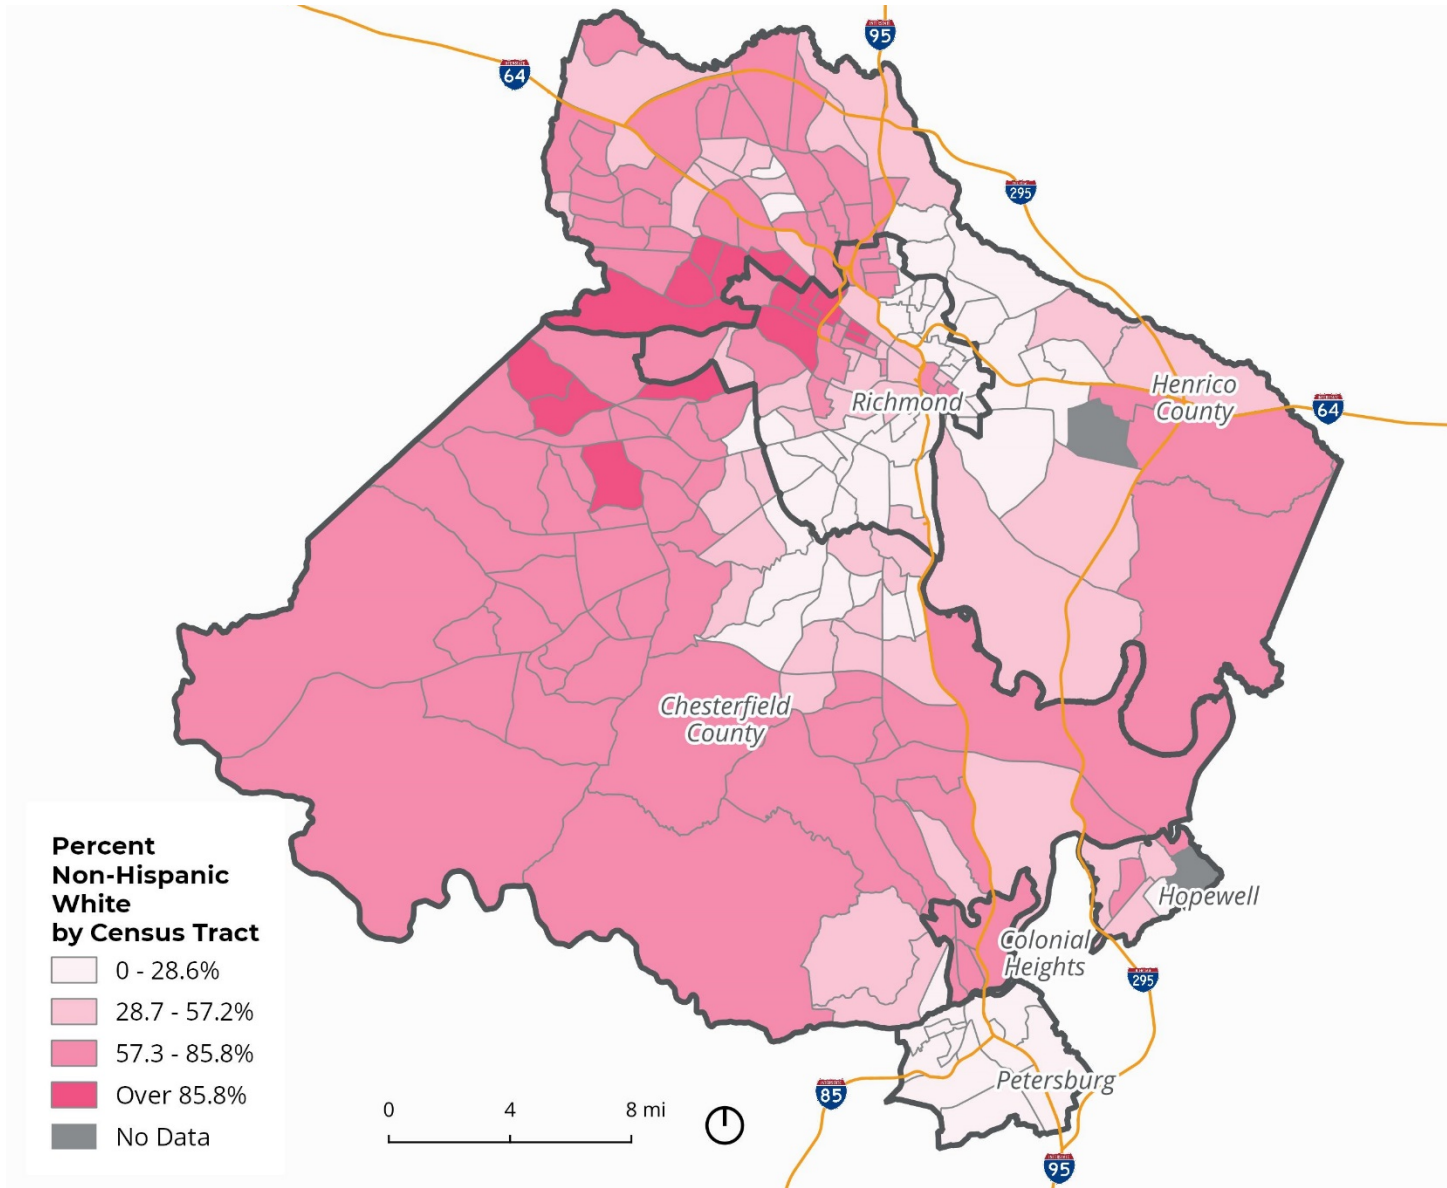 95
64
295
Henrico
County
64
Richmond
Chesterfield
County
Percent
Non-Hispanic
White
by Census Tract
0 - 28.6%
28.7 - 57.2%
57.3 - 85.8%
Over 85.8%
No Data
Hopewell
Colonial
Heights
295
Petersburg
85
0 4 8 mi
95